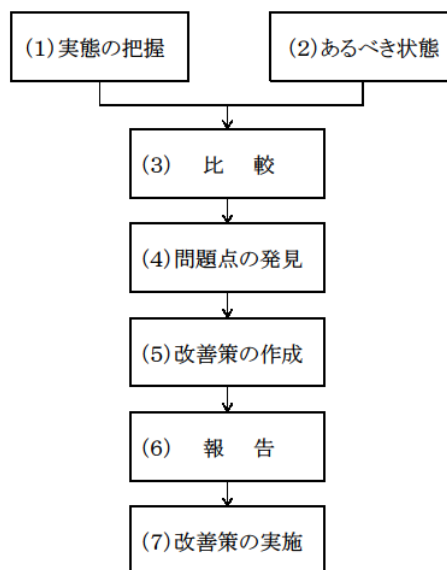 (1)実態の把握
(2)あるべき状態
(3) 比 較
(4)問題点の発見
(5)改善策の作成
(6) 報 告
(7)改善策の実施